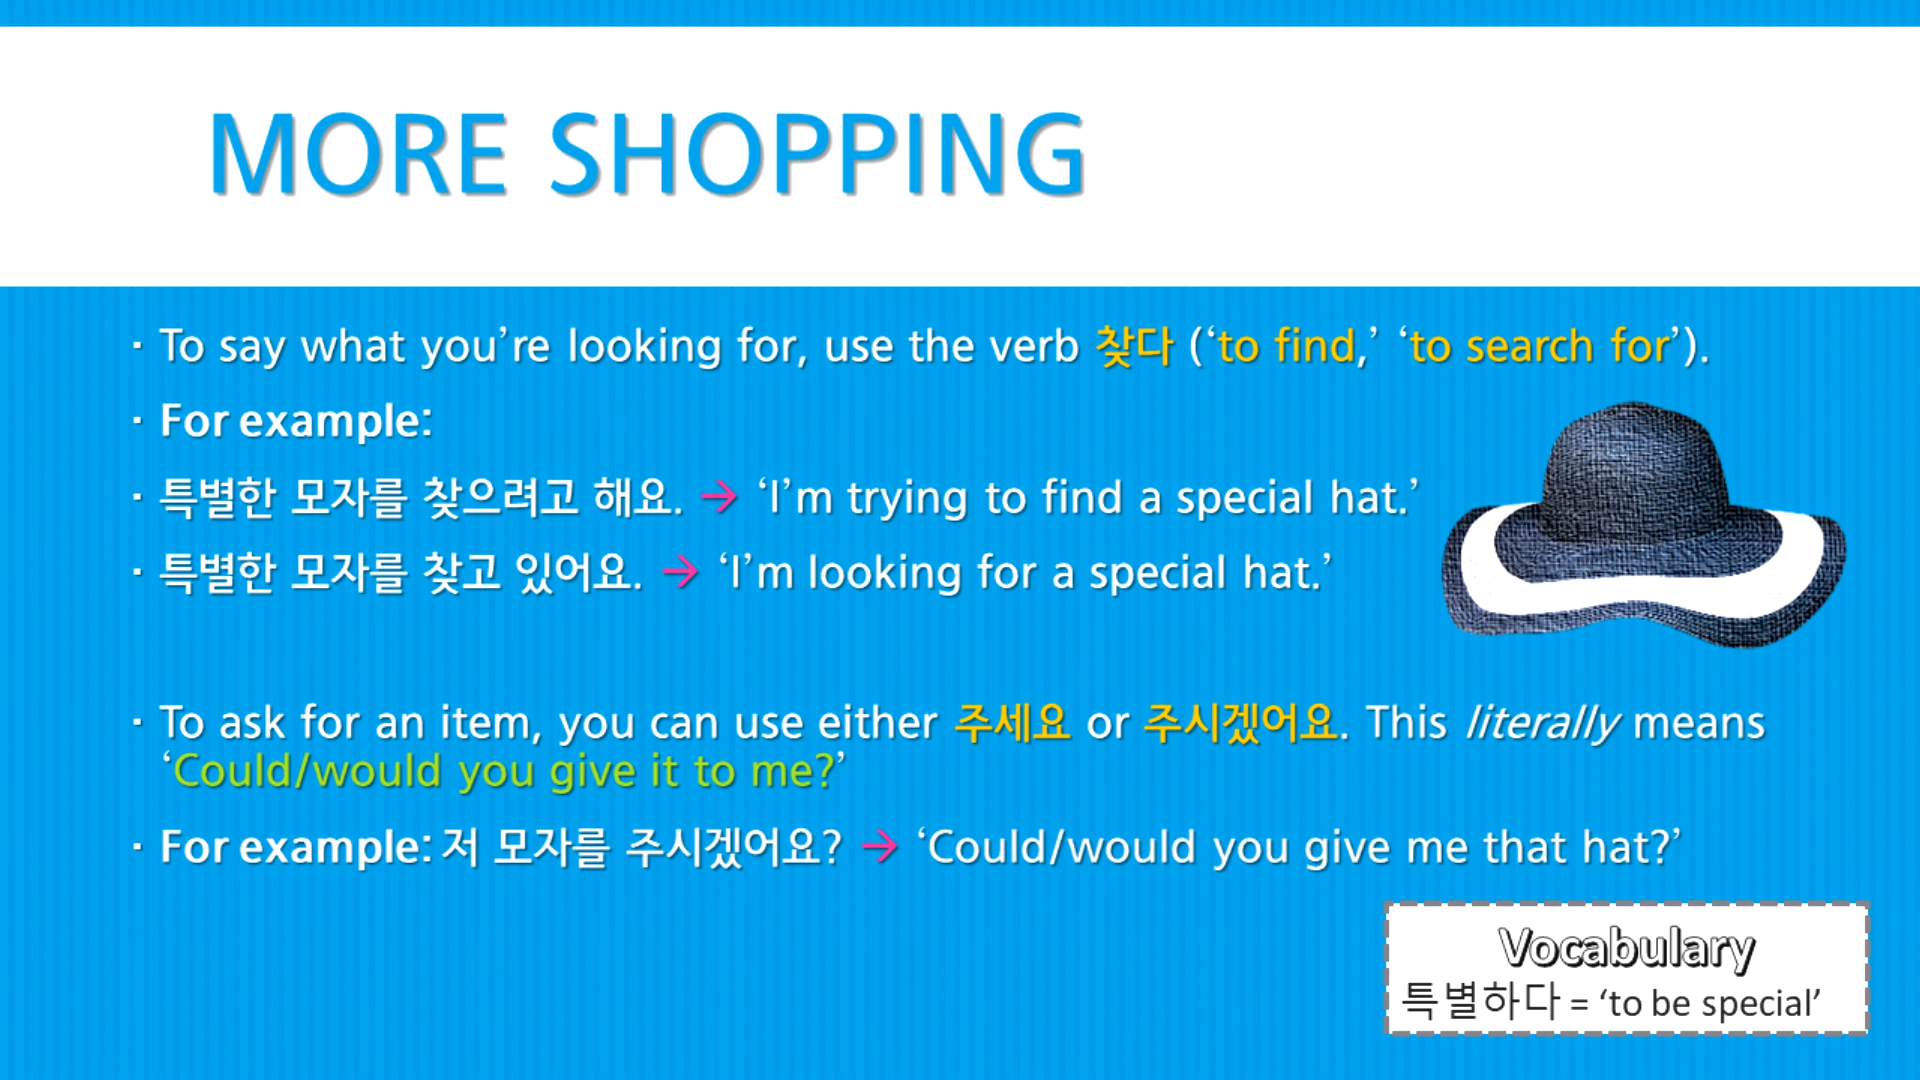 MORE SHOPPING
· To say what you’re looking for, use the verb 찾다 (‘to find,’ ‘to search for’).
· For example:
· 특별한 모자를 찾으려고 해요. → ‘I’m trying to find a special hat.’
· 특별한 모자를 찾고 있어요. → ‘I’m looking for a special hat.’
· To ask for an item, you can use either 주세요 or 주시겠어요. This literally means
‘Could/would you give it to me?’
· For example: 저 모자를 주시겠어요? → ‘Could/would you give me that hat?’
Vocabulary
특별하다 = ‘to be special’